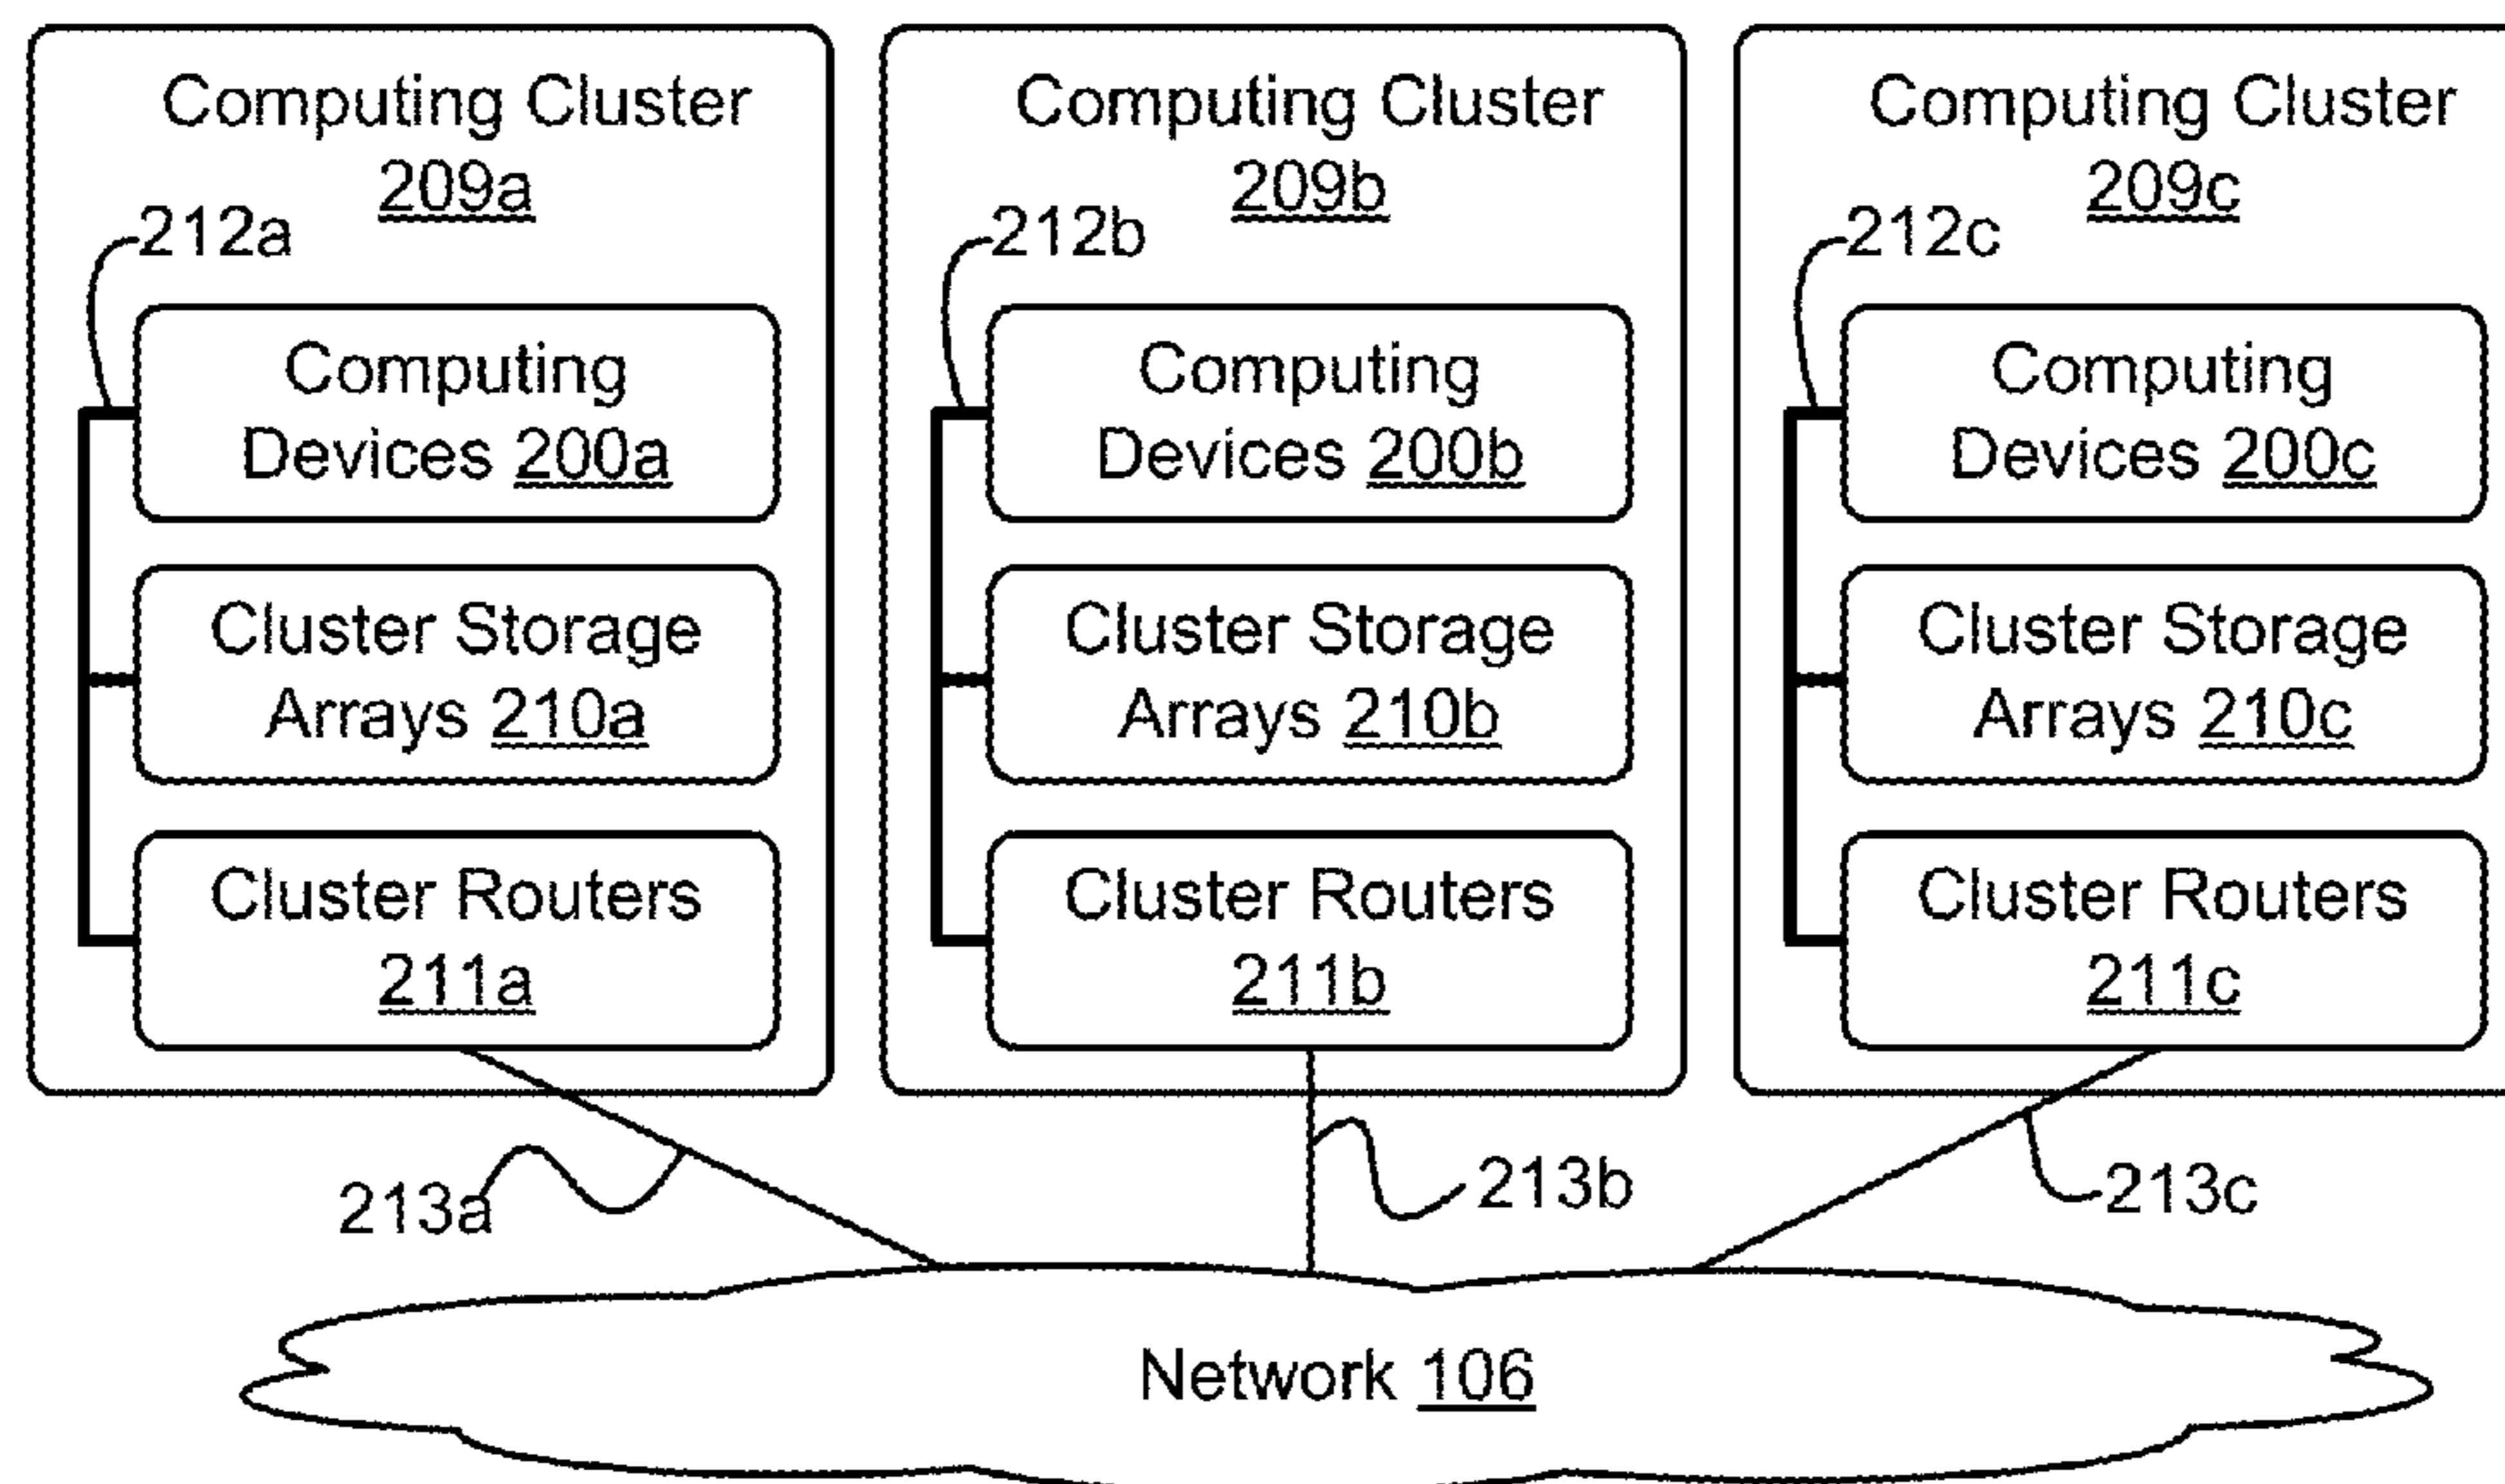 Computing Cluster
209a
212a
Computing
Devices 200a
Cluster Storage
Arrays 210a
Cluster Routers
211a
Computing Cluster
209b
212b
Computing
Devices 200b
Cluster Storage
Arrays 210b
Cluster Routers
211b
Computing Cluster
209c
212c
Computing
Devices 200c
Cluster Storage
Arrays 210c
Cluster Routers
211c
213a
213b
213c
Network 106